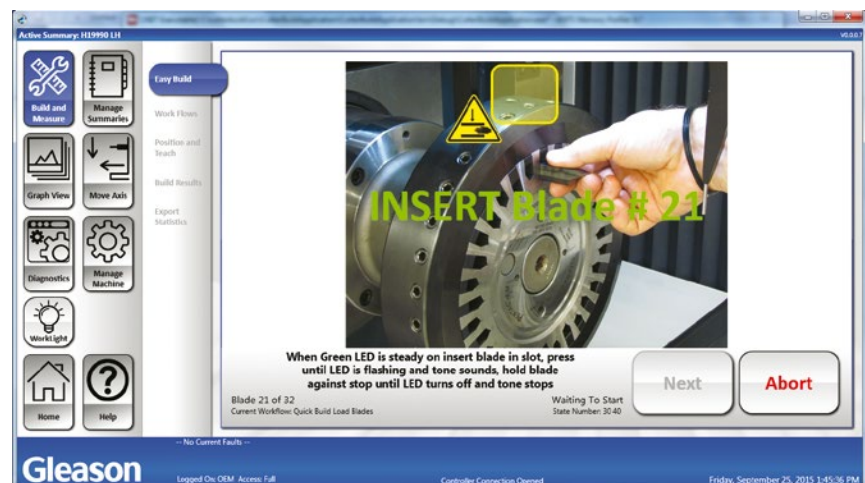 Active Summary: H19990 LH
V0.0.0.7
Build and
Measure
Manage
Summaries
Graph View
Move Axis
Diagnostics
Manage
Machine
WorkLight
Home
Help
Easy Build
Work Flows
Position and
Teach
Build Results
Export
Statistics
INSERT Blade # 21
When Green LED is steady on insert blade in slot, press
until LED is flashing and tone sounds, hold blade
against stop until LED turns off and tone stops
Blade 21 of 32
Current Workflow: Quick Build Load Blades
Waiting To Start
State Number: 30 40
Next
Abort
-- No Current Faults --
Gleason
Logged On: OEM Access: Full
Controller Connection Opened
Friday, September 25, 2015 1:45:36 PM